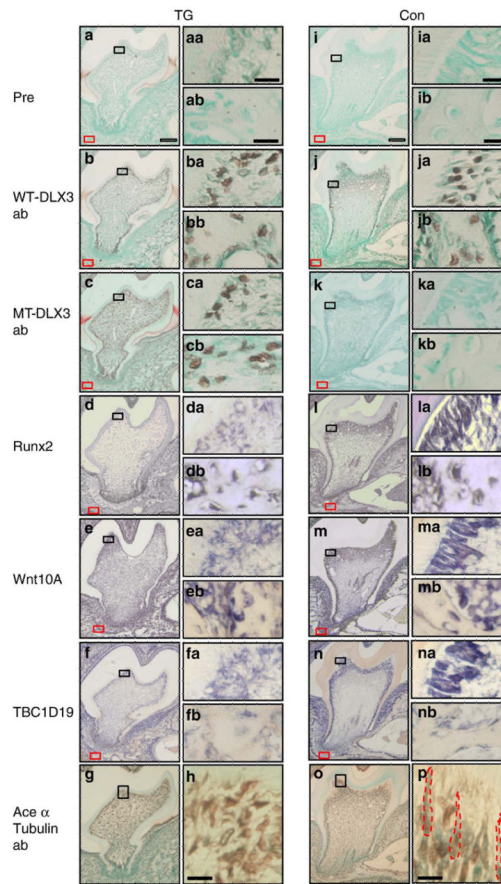 TG Con
a aa i ia
Pre
ab ib
b ba j ja
WT-DLX3
ab
bb jb
c ca k ka
MT-DLX3
ab
cb kb
d da l la
Runx2
db lb
e ea m ma
Wnt10A
eb mb
f fa n na
TBC1D19
fb nb
g h o p
Ace α
Tubulin
ab